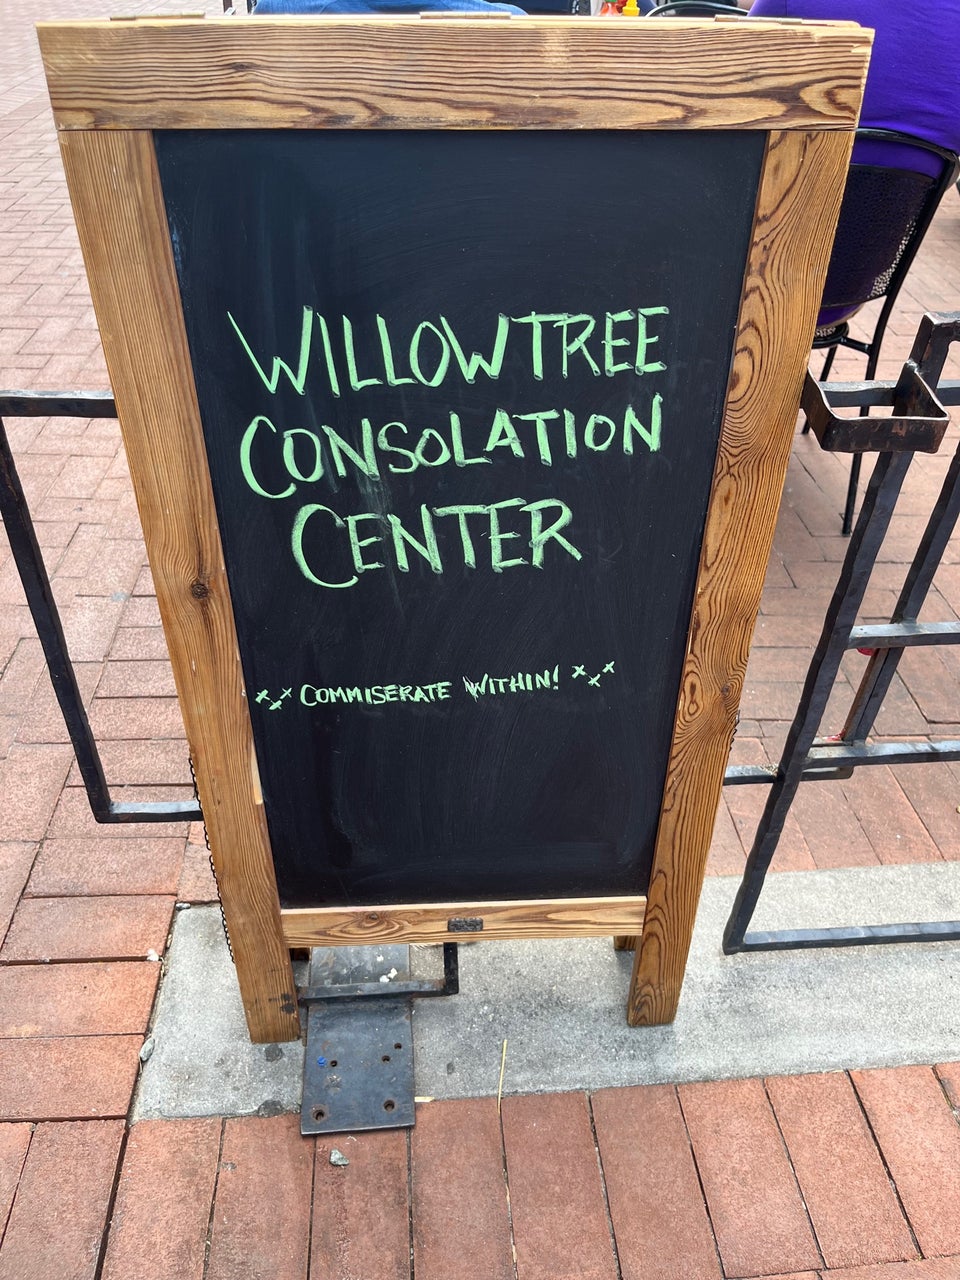 WILLOWTREE
CONSOLATION
CENTER
COMMISERATE WITHIN!